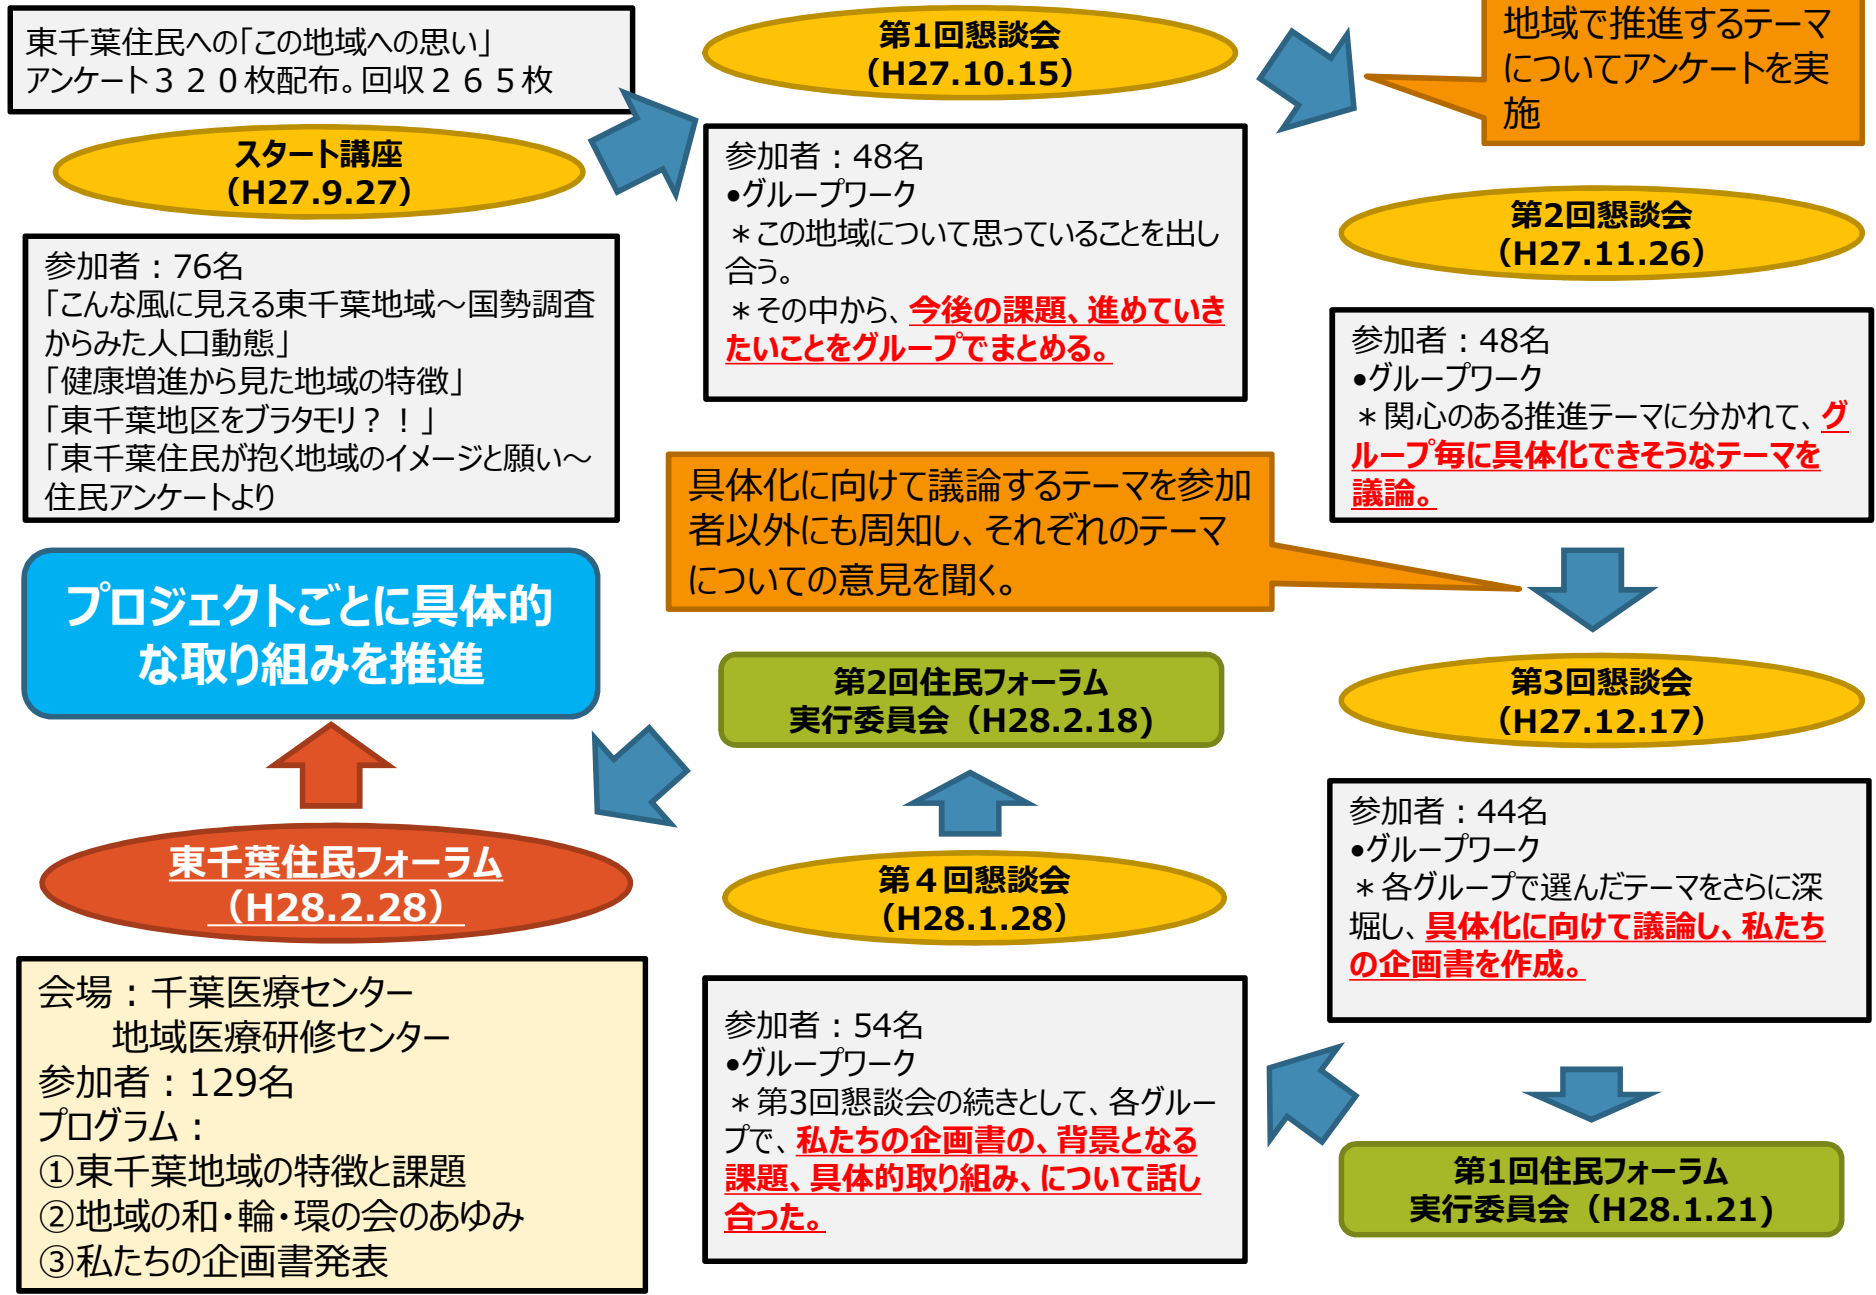 東千葉住民への「この地域への思い」
アンケート３２０枚配布。回収２６５枚
スタート講座
（H27.9.27）
参加者：76名
「こんな風に見える東千葉地域～国勢調査
からみた人口動態」
「健康増進から見た地域の特徴」
「東千葉地区をブラタモリ？！」
「東千葉住民が抱く地域のイメージと願い～
住民アンケートより
第1回懇談会
（H27.10.15）
参加者：48名
●グループワーク
＊この地域について思っていることを出し
合う。
＊その中から、今後の課題、進めていき
たいことをグループでまとめる。
地域で推進するテーマ
についてアンケートを実
施
第2回懇談会
（H27.11.26）
参加者：48名
●グループワーク
＊関心のある推進テーマに分かれて、グ
ループ毎に具体化できそうなテーマを
議論。
具体化に向けて議論するテーマを参加
者以外にも周知し、それぞれのテーマ
についての意見を聞く。
第3回懇談会
（H27.12.17）
参加者：44名
●グループワーク
＊各グループで選んだテーマをさらに深
堀し、具体化に向けて議論し、私たち
の企画書を作成。
第1回住民フォーラム
実行委員会（H28.1.21)
第４回懇談会
（H28.1.28）
参加者：54名
●グループワーク
＊第3回懇談会の続きとして、各グルー
プで、私たちの企画書の、背景となる
課題、具体的取り組み、について話し
合った。
第2回住民フォーラム
実行委員会（H28.2.18)
東千葉住民フォーラム
（H28.2.28）
会場：千葉医療センター
地域医療研修センター
参加者：129名
プログラム：
①東千葉地域の特徴と課題
②地域の和・輪・環の会のあゆみ
③私たちの企画書発表
プロジェクトごとに具体的
な取り組みを推進